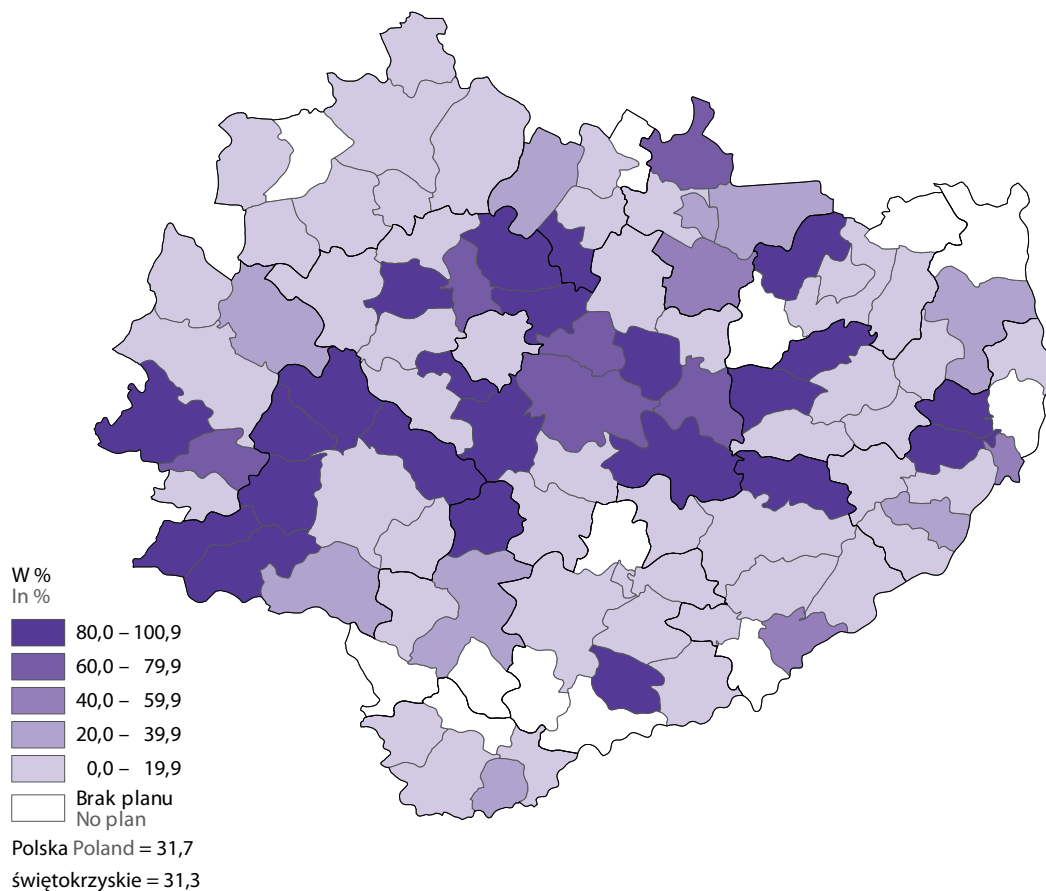 W %
In %
80,0 – 100,9
60,0 – 79,9
40,0 – 59,9
20,0 – 39,9
0,0 – 19,9
Brak planu
No plan
Polska Poland = 31,7
świętokrzyskie = 31,3